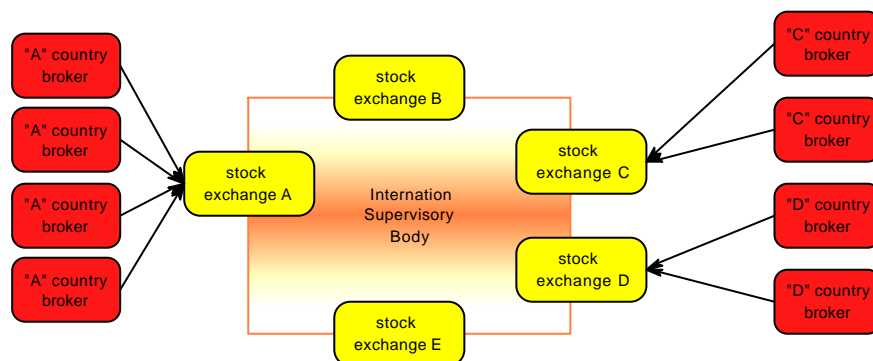 "A" country
broker
"A" country
broker
"A" country
broker
"A" country
broker
stock
exchange A
stock
exchange B
Internation
Supervisory
Body
stock
exchange E
stock
exchange C
stock
exchange D
"C" country
broker
"C" country
broker
"D" country
broker
"D" country
broker